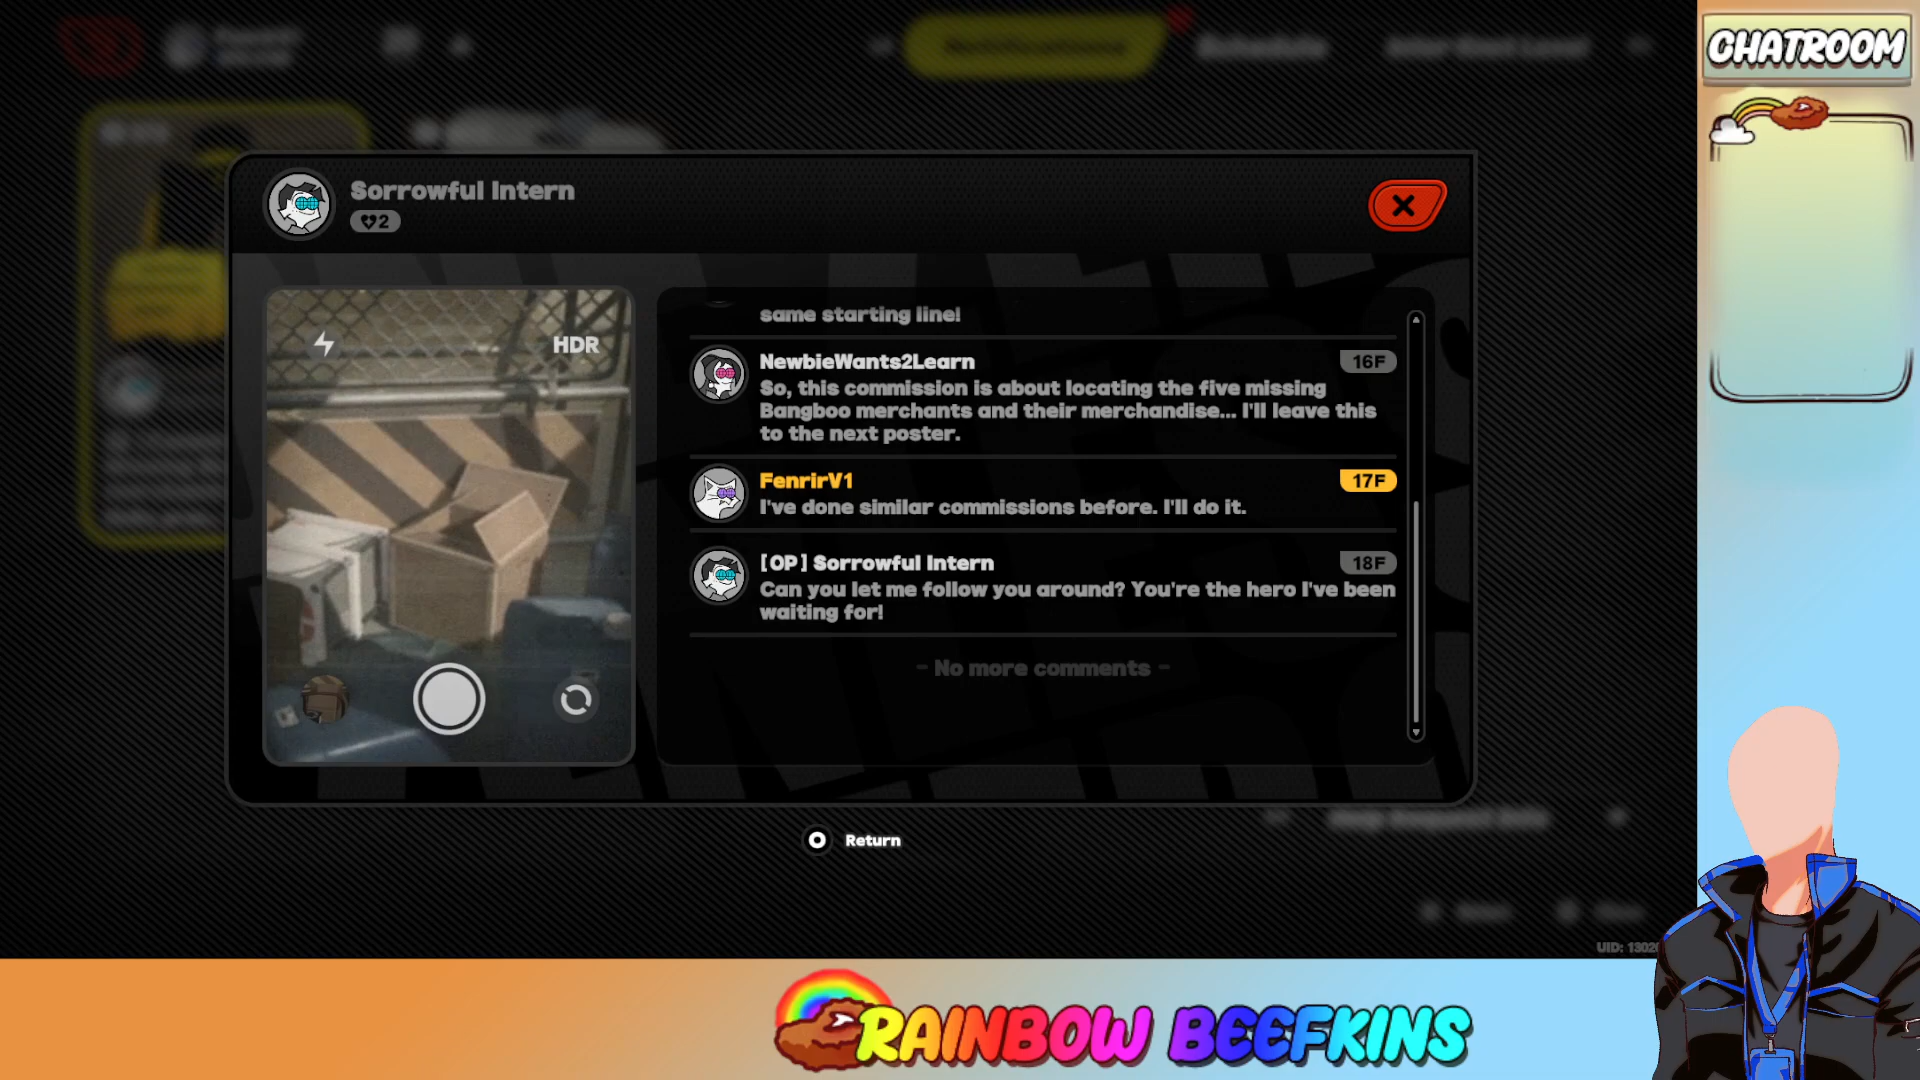 CHATROOM
Sorrowful Intern
2
HDR
same starting line!
NewbieWants2Learn
16F
So, this commission is about locating the five missing
Bangboo merchants and their merchandise... I'll leave this
to the next poster.
FenrirV1
17F
I've done similar commissions before. I'll do it.
[OP] Sorrowful Intern
18F
Can you let me follow you around? You're the hero I've been
waiting for!
- No more comments -
Return
UID:
RAINBOW BEEFKINS